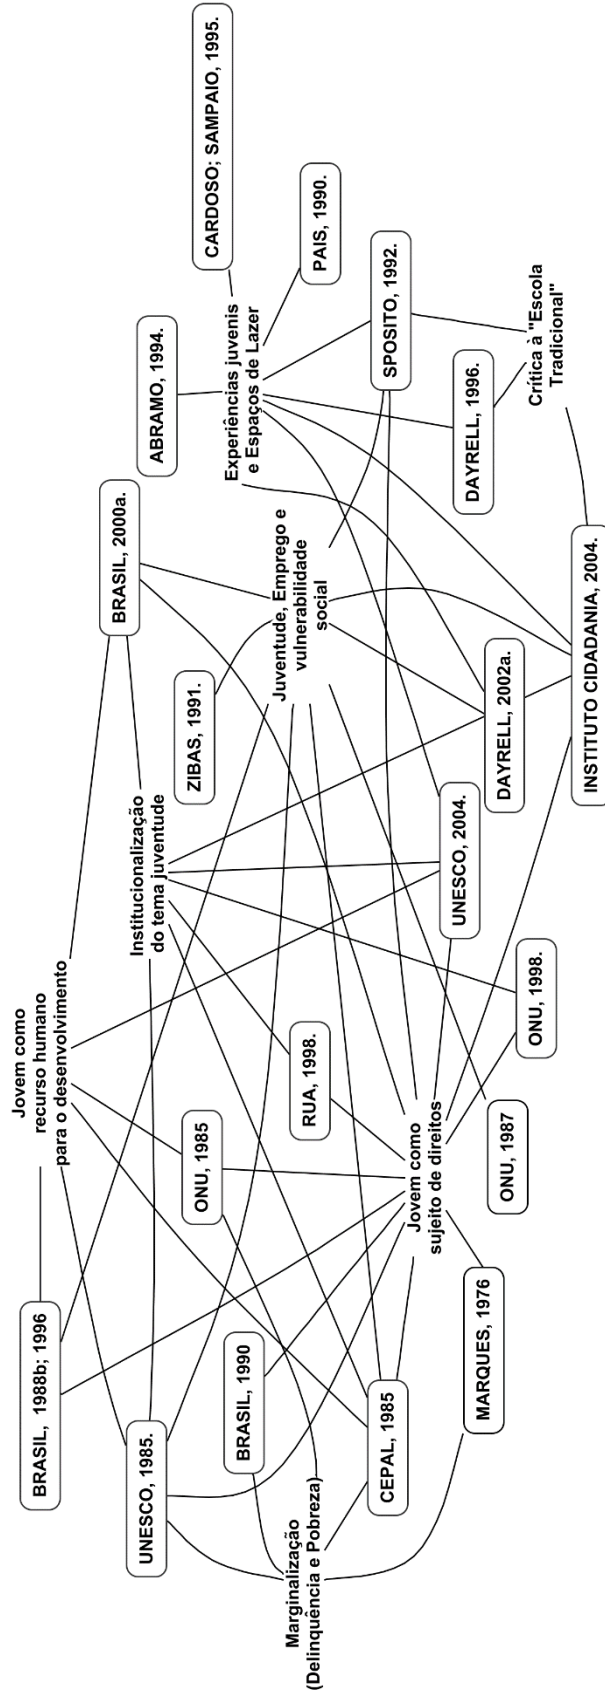 Jovem como
recurso humano
para o desenvolvimento
BRASIL, 1988b; 1996
BRASIL, 2000a.
ABRAMO, 1994.
CARDOSO; SAMPAIO, 1995.
UNESCO, 1985.
ONU, 1985
Institucionalização
do tema juventude
ZIBAS, 1991.
Experiências juvenis
e Espaços de Lazer
PAIS, 1990.
BRASIL, 1990
RUA, 1998.
Juventude, Emprego e
vulnerabilidade
social
Marginalização
(Delinquência e Pobreza)
CEPAL, 1985
SPOSITO, 1992.
Jovem como
sujeito de direitos
UNESCO, 2004.
DAYRELL, 1996.
MARQUES, 1976
ONU, 1987
ONU, 1998.
DAYRELL, 2002a.
Crítica à "Escola
Tradicional"
INSTITUTO CIDADANIA, 2004.